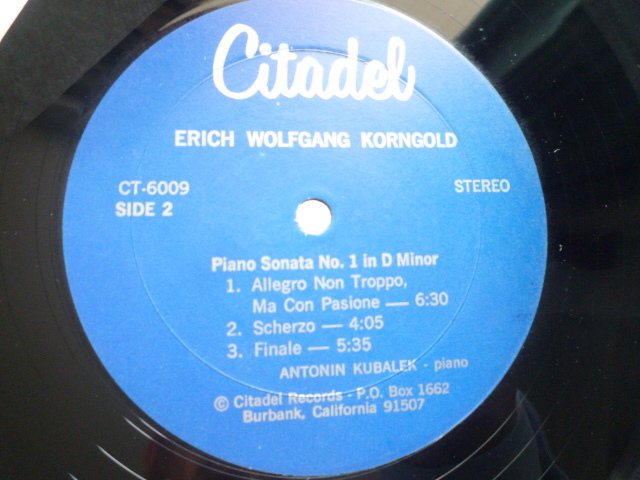 Citadel
ERICH WOLFGANG KORNGOLD
CT-6009 STEREO
SIDE 2
Piano Sonata No. 1 in D Minor
1. Allegro Non Troppo,
Ma Con Pasione — 6:30
2. Scherzo — 4:05
3. Finale — 5:35
ANTONIN KUBALEK - piano
© Citadel Records - P.O. Box 1662
Burbank, California 91507